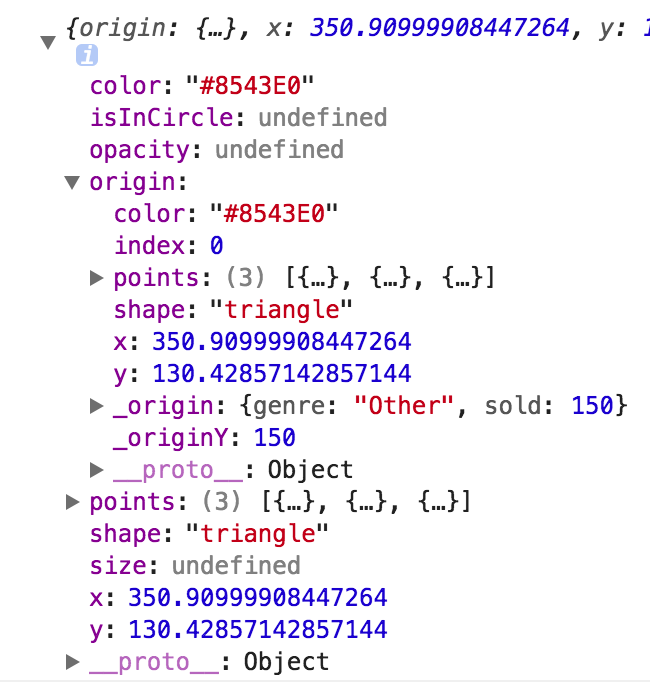 {origin: {…}, x: 350.90999908447264, y: 1
i
color: "#8543E0"
isInCircle: undefined
opacity: undefined
origin:
color: "#8543E0"
index: 0
points: (3) [{…}, {…}, {…}]
shape: "triangle"
x: 350.90999908447264
y: 130.42857142857144
_origin: {genre: "Other", sold: 150}
_originY: 150
__proto__: Object
points: (3) [{…}, {…}, {…}]
shape: "triangle"
size: undefined
x: 350.90999908447264
y: 130.42857142857144
__proto__: Object